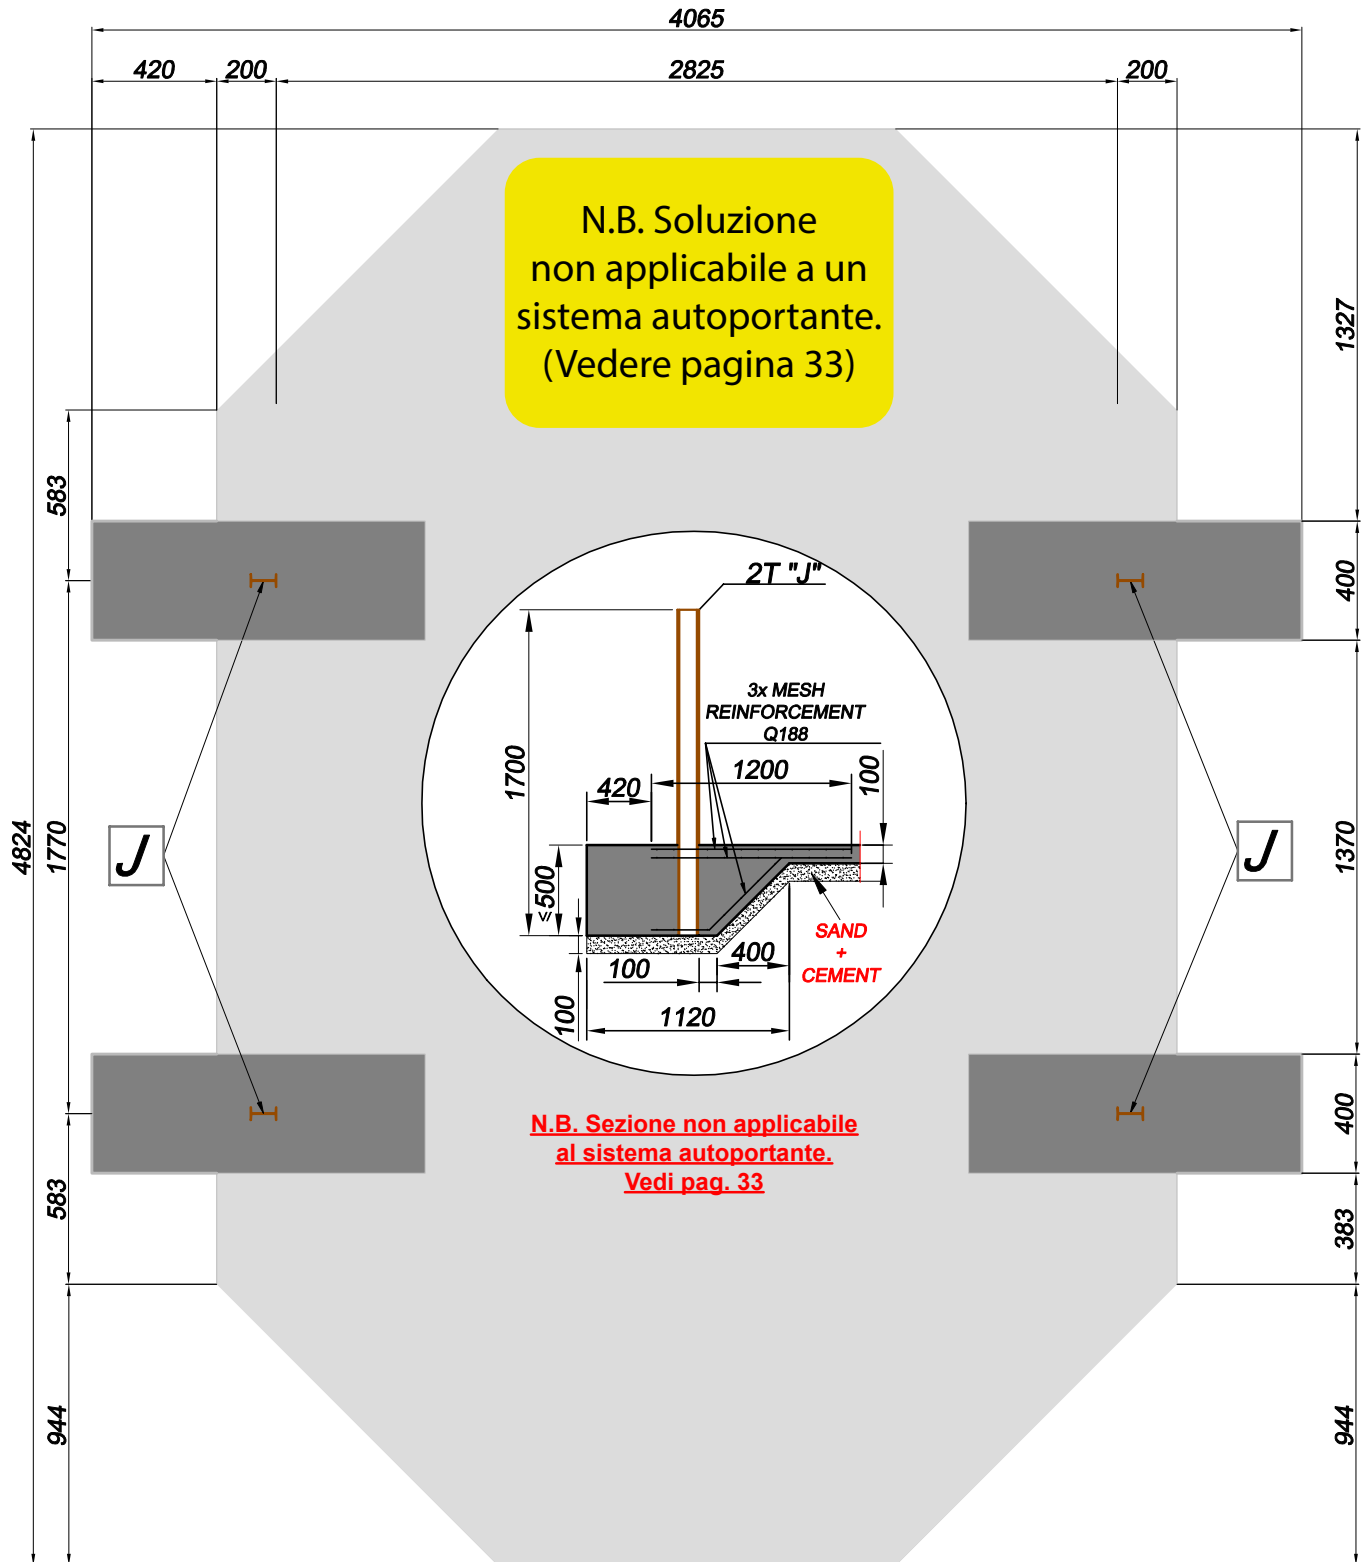 4065
420 200 2825 200
N.B. Soluzione
non applicabile a un
sistema autoportante.
(Vedere pagina 33)
1327
583
400
2T "J"
3x MESH
REINFORCEMENT
Q188
1700
420
1200
100
4824
1770
J
J
1370
≤500
SAND
+
CEMENT
100
400
100
1120
400
N.B. Sezione non applicabile
al sistema autoportante.
Vedi pag. 33
583
383
944
944